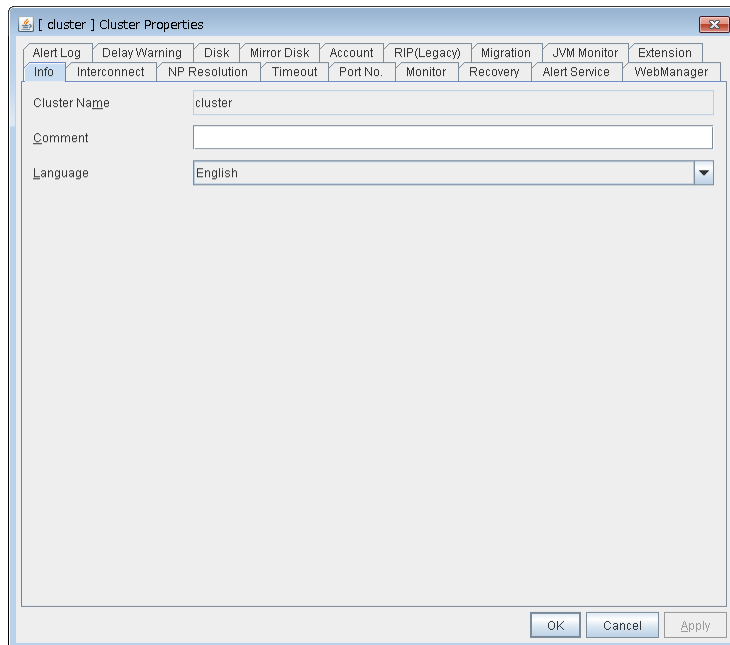 [ cluster ] Cluster Properties
Alert Log Delay Warning Disk Mirror Disk Account RIP(Legacy) Migration JVM Monitor Extension
Info Interconnect NP Resolution Timeout Port No. Monitor Recovery Alert Service WebManager
Cluster Name cluster
Comment
Language English
OK Cancel Apply